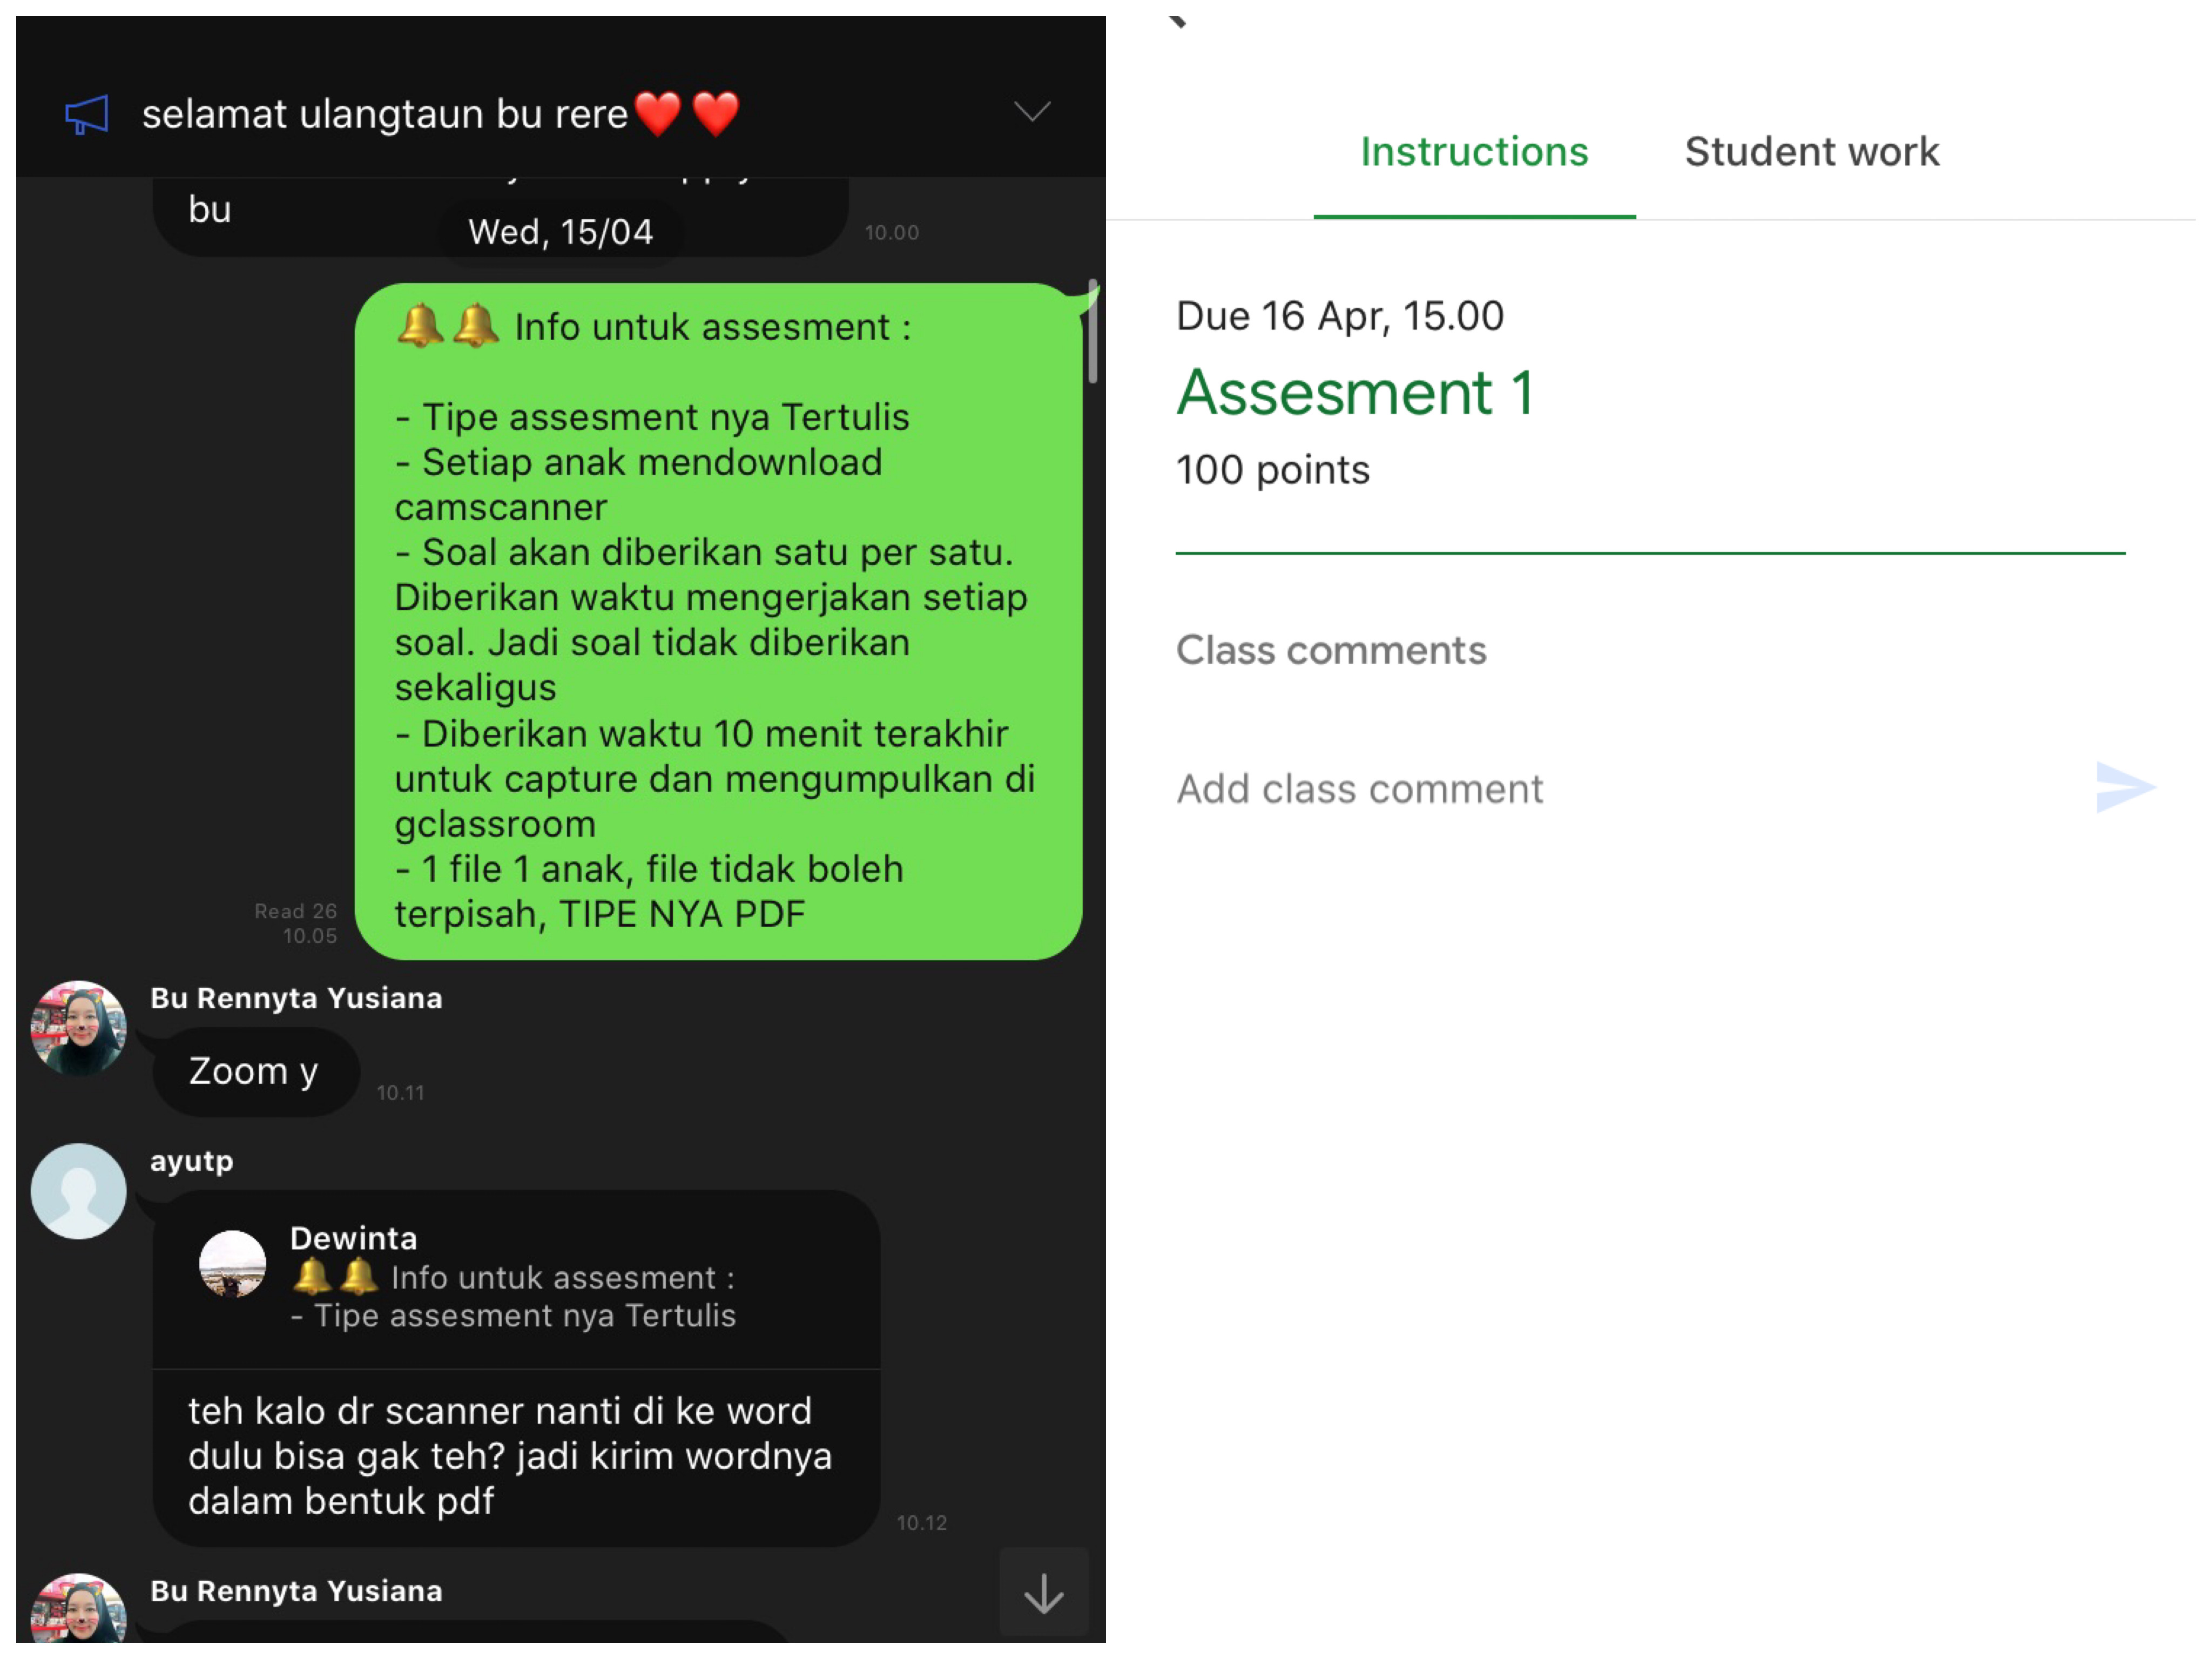 selamat ulangtaun bu rere❤️❤️
bu
10.00
Wed, 15/04
🔔🔔 Info untuk assesment :
- Tipe assesment nya Tertulis
- Setiap anak mendownload
camscanner
- Soal akan diberikan satu per satu.
Diberikan waktu mengerjakan setiap
soal. Jadi soal tidak diberikan
sekaligus
- Diberikan waktu 10 menit terakhir
untuk capture dan mengumpulkan di
gclassroom
- 1 file 1 anak, file tidak boleh
terpisah, TIPE NYA PDF
Read 26
10.05
Bu Rennyta Yusiana
Zoom y
10.11
ayutp
Dewinta
🔔🔔 Info untuk assesment :
- Tipe assesment nya Tertulis
teh kalo dr scanner nanti di ke word
dulu bisa gak teh? jadi kirim wordnya
dalam bentuk pdf
10.12
Bu Rennyta Yusiana
Instructions
Student work
Due 16 Apr, 15.00
Assesment 1
100 points
Class comments
Add class comment